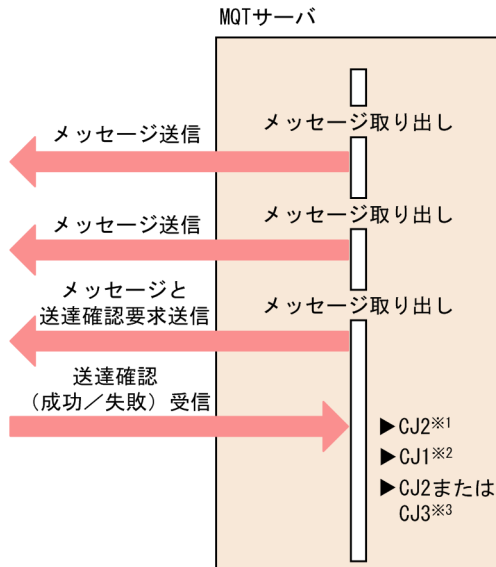 MQTサーバ
メッセージ取り出し
メッセージ送信
メッセージ取り出し
メッセージ送信
メッセージ取り出し
メッセージと
送達確認要求送信
送達確認
（成功／失敗）受信
▶CJ2※1
▶CJ1※2
▶CJ2または
CJ3※3